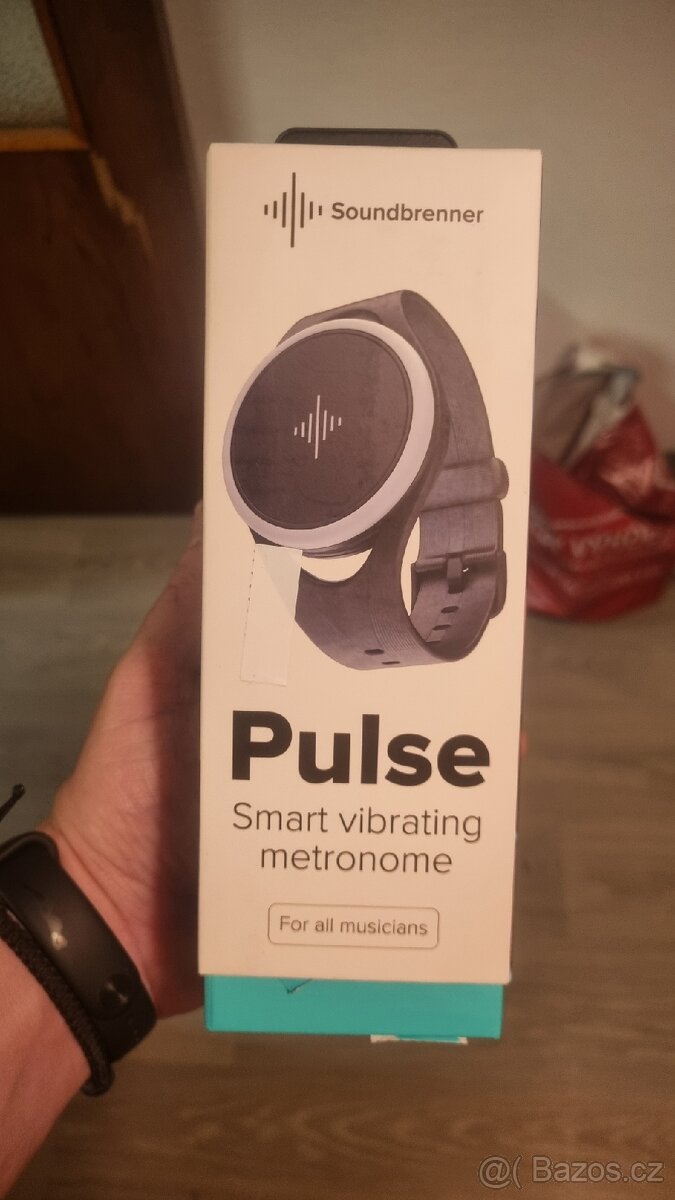 Soundbrenner
Pulse
Smart vibrating
metronome
For all musicians
@( Bazos.cz